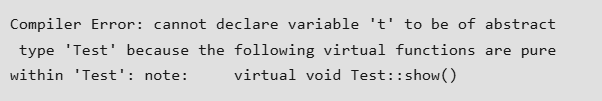 Compiler Error: cannot declare variable 't' to be of abstract
type 'Test' because the following virtual functions are pure
within 'Test': note:     virtual void Test::show()